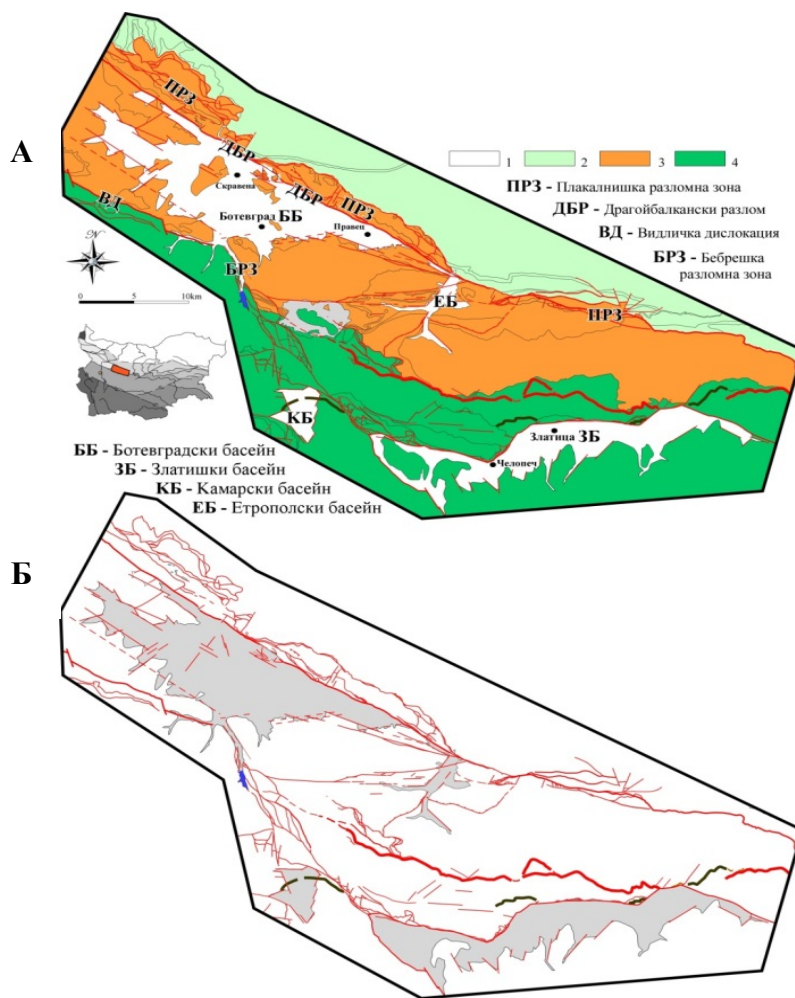 А
ПРЗ
ДБР
Скравена
ДБР
ПРЗ
ВД
Ботевград ББ
Правец
БРЗ
ЕБ
ПРЗ
1 2 3 4
ПРЗ - Плакалнишка разломна зона
ДБР - Драгойбалкански разлом
ВД - Видличка дислокация
БРЗ - Бебрешка
разломна зона
N
0 5 10km
КБ
Златица ЗБ
Челопеч
ББ - Ботевградски басейн
ЗБ - Златишки басейн
КБ - Камарски басейн
ЕБ - Етрополски басейн
Б